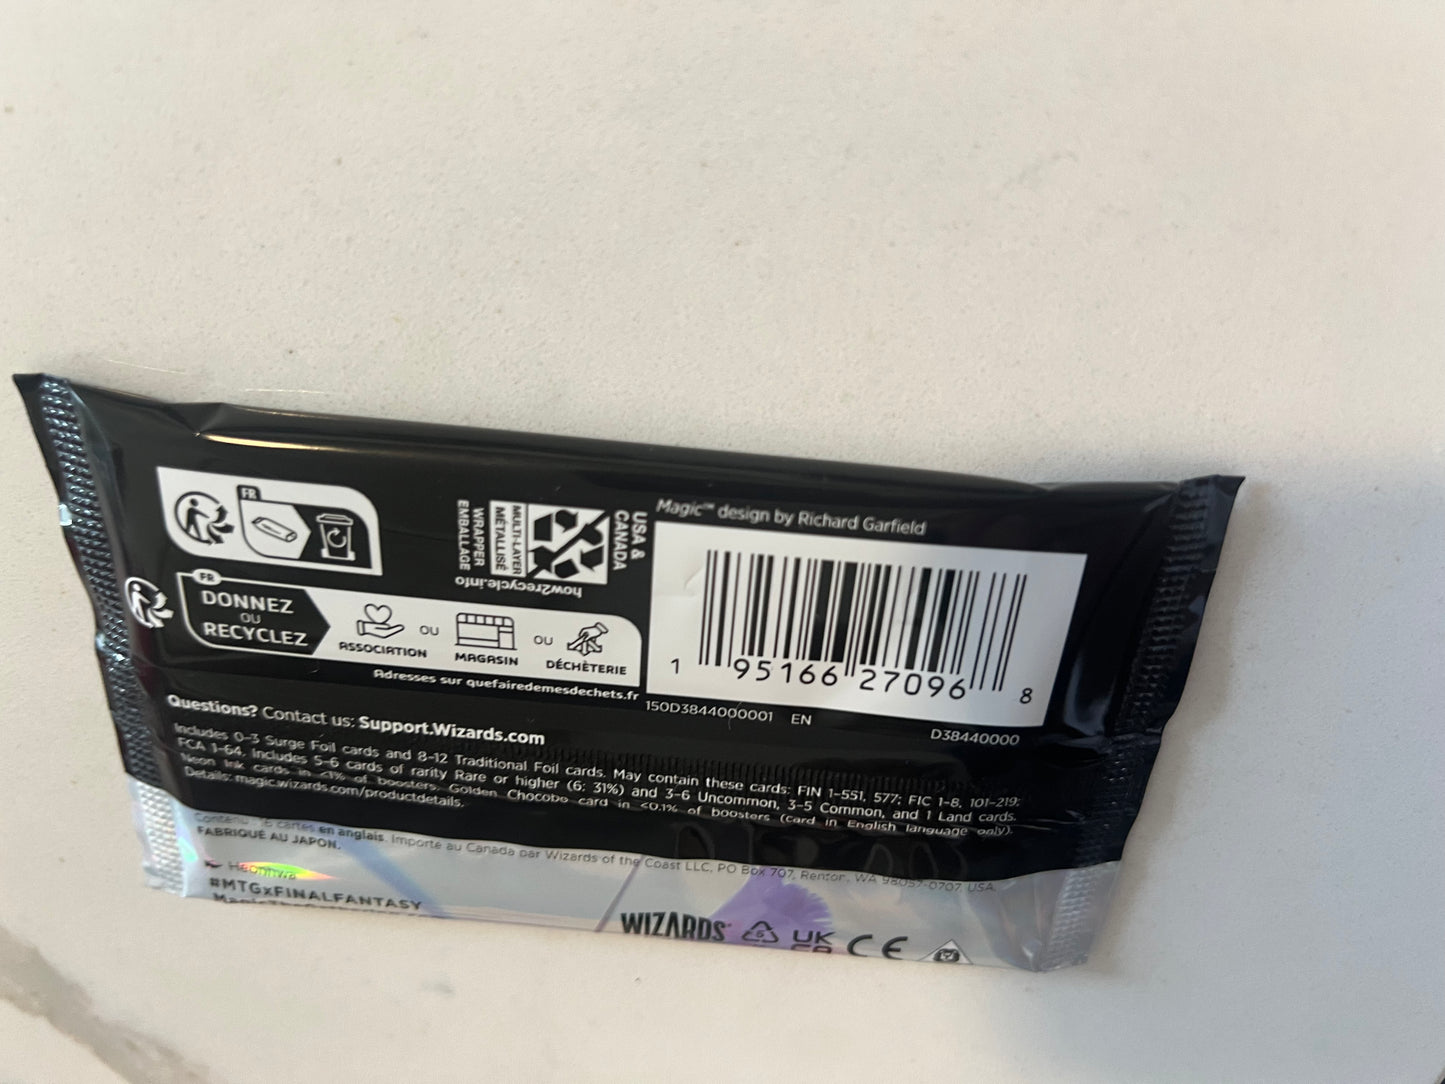 Magic™ design by Richard Garfield
FR
USA &
CANADA
MULTI-LAYER
MÉTALLISÉ
WRAPPER
EMBALLAGE
how2recycle.info
FR
DONNEZ
OU
RECYCLEZ
ASSOCIATION
OU
MAGASIN
OU
DÉCHÈTERIE
Adresses sur quefairedemesdechets.fr
1 95166 27096 8
150D3844000001 EN
D38440000
Questions? Contact us: Support.Wizards.com
Includes 0-3 Surge Foil cards and 8-12 Traditional Foil cards. May contain these cards: FIN 1-551, 577; FIC 1-8, 101-219;
FCA 1-64. Includes 5-6 cards of rarity Rare or higher (6: 31%) and 3-6 Uncommon, 3-5 Common, and 1 Land cards.
Neon Ink cards in <1% of boosters. Golden Chocobo card in <0.1% of boosters (card in English language only).
Details: magic.wizards.com/productdetails.
Contenu : 16 cartes en anglais. Importé au Canada par Wizards of the Coast LLC, PO Box 707, Renton, WA 98057-0707 USA.
FABRIQUÉ AU JAPON.
#MTGxFINALFANTASY
WIZARDS
UK
CA
CE